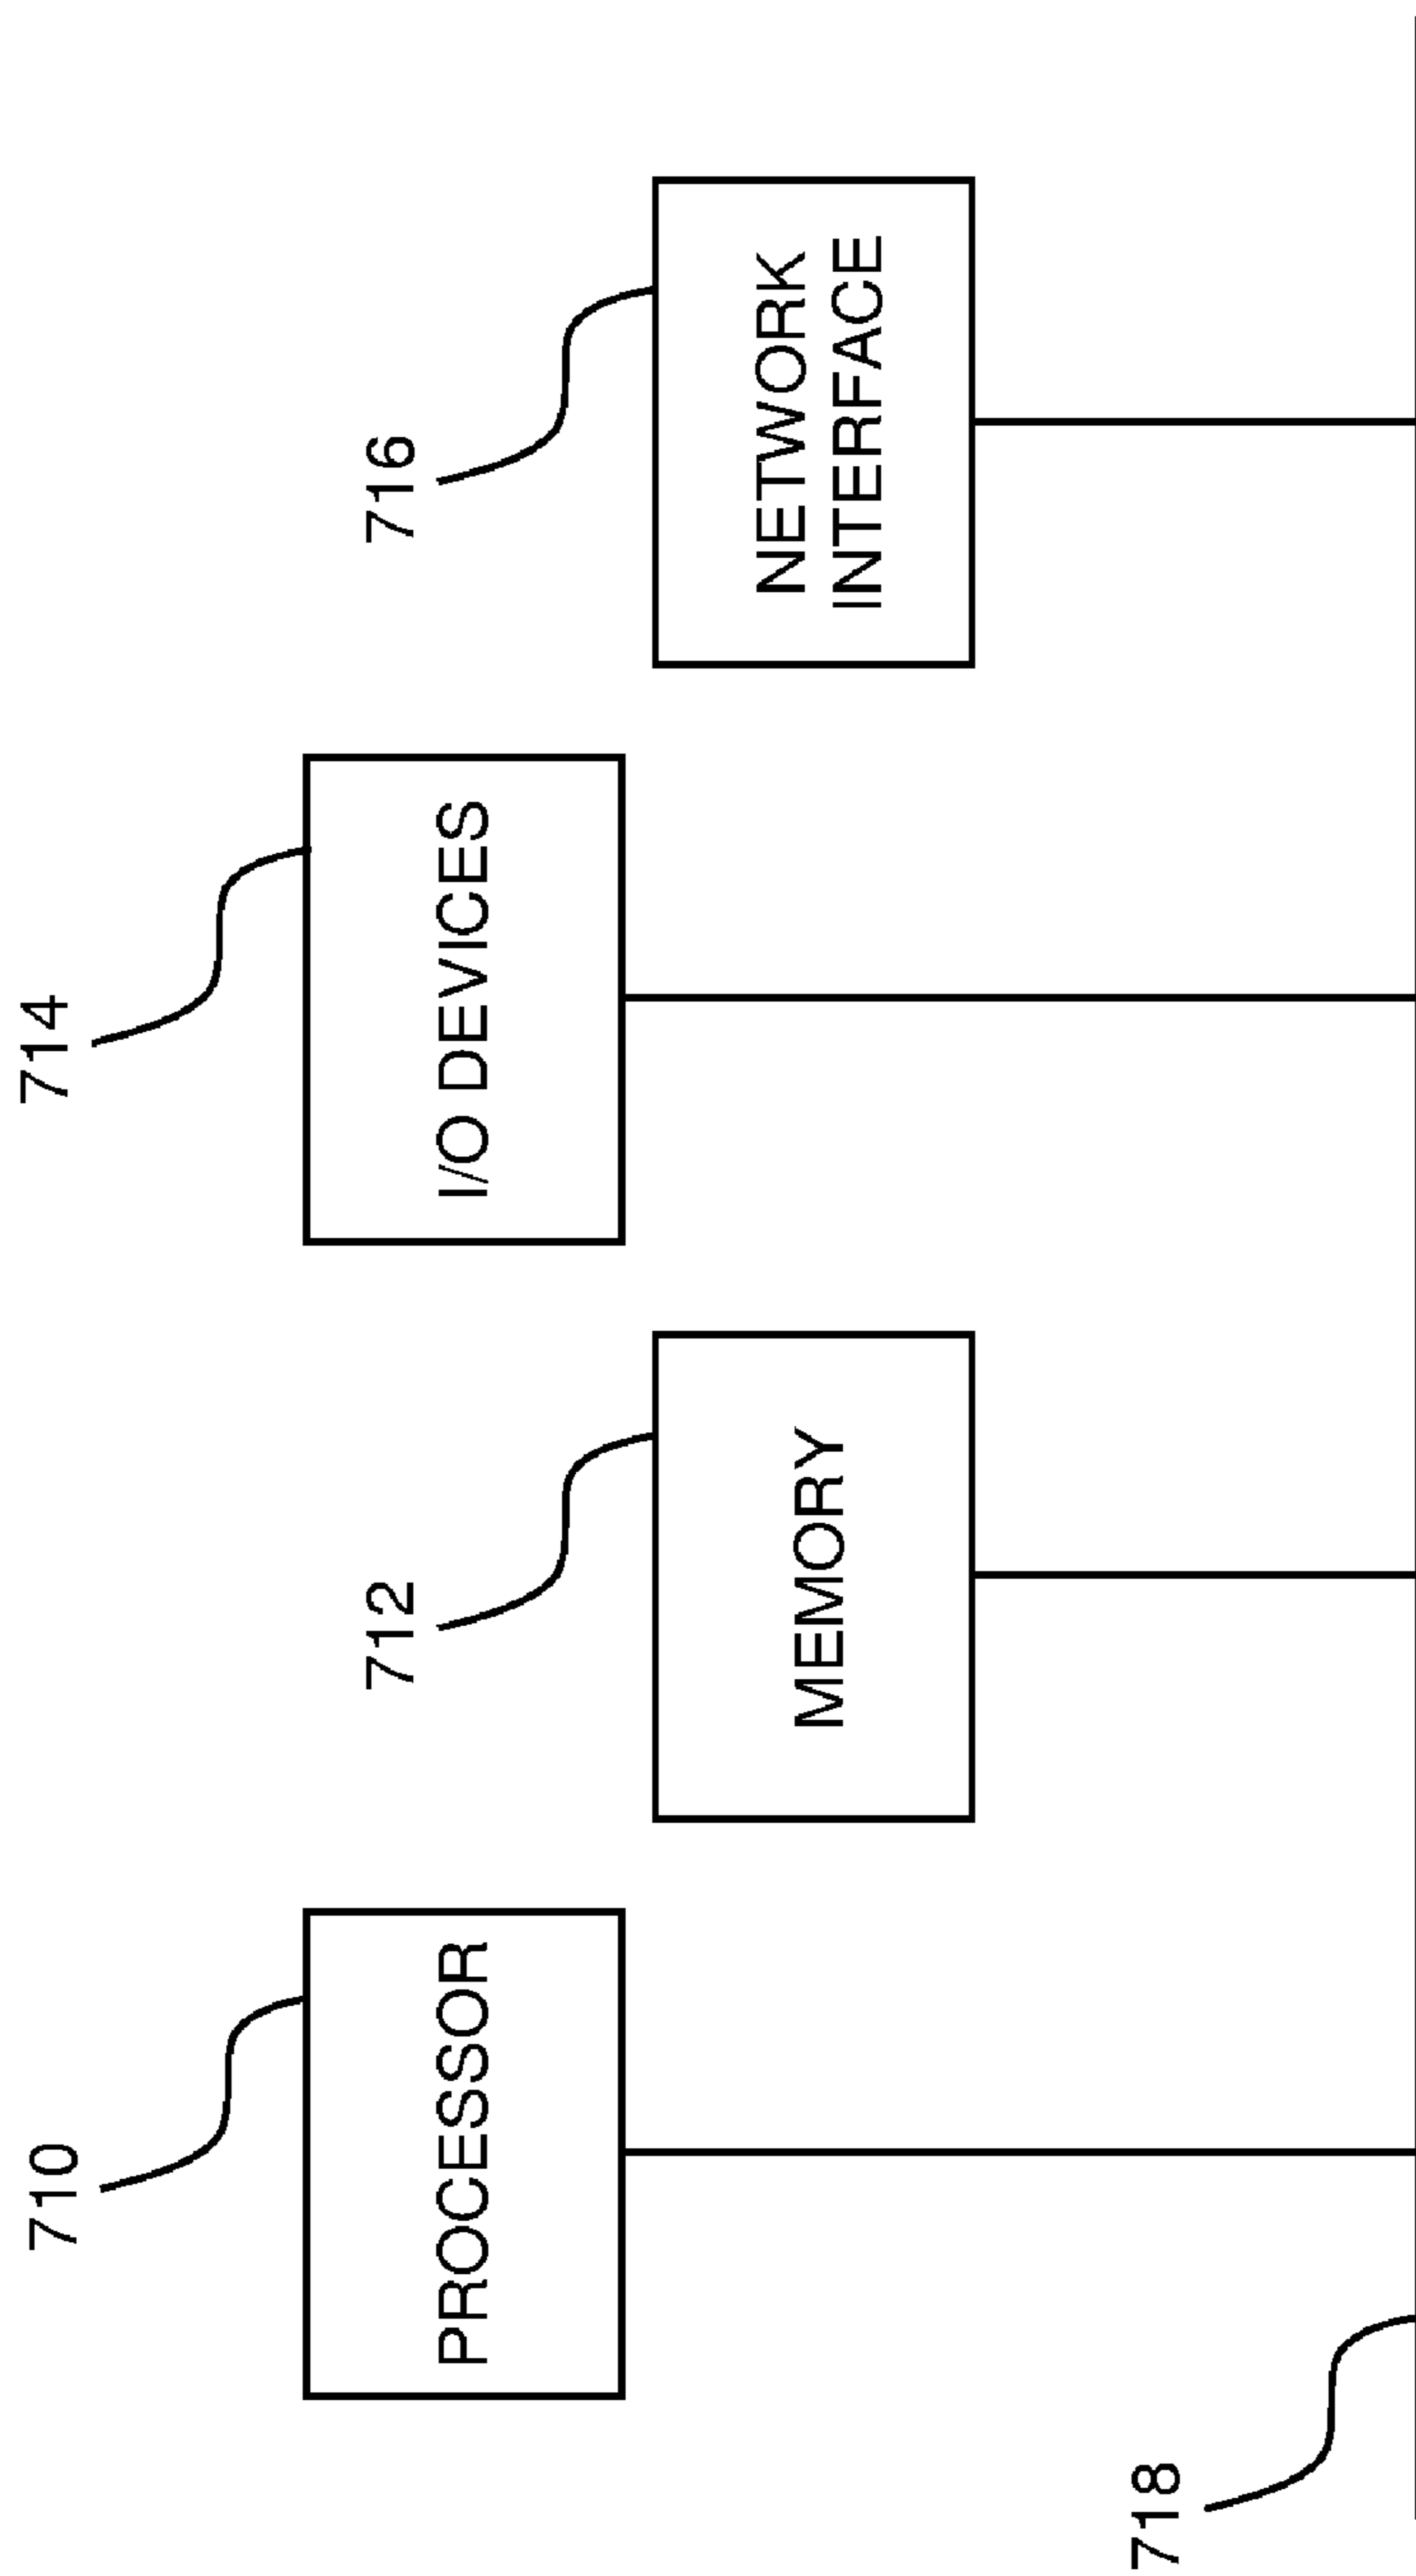 710
PROCESSOR
712
MEMORY
714
I/O DEVICES
716
NETWORK
INTERFACE
718